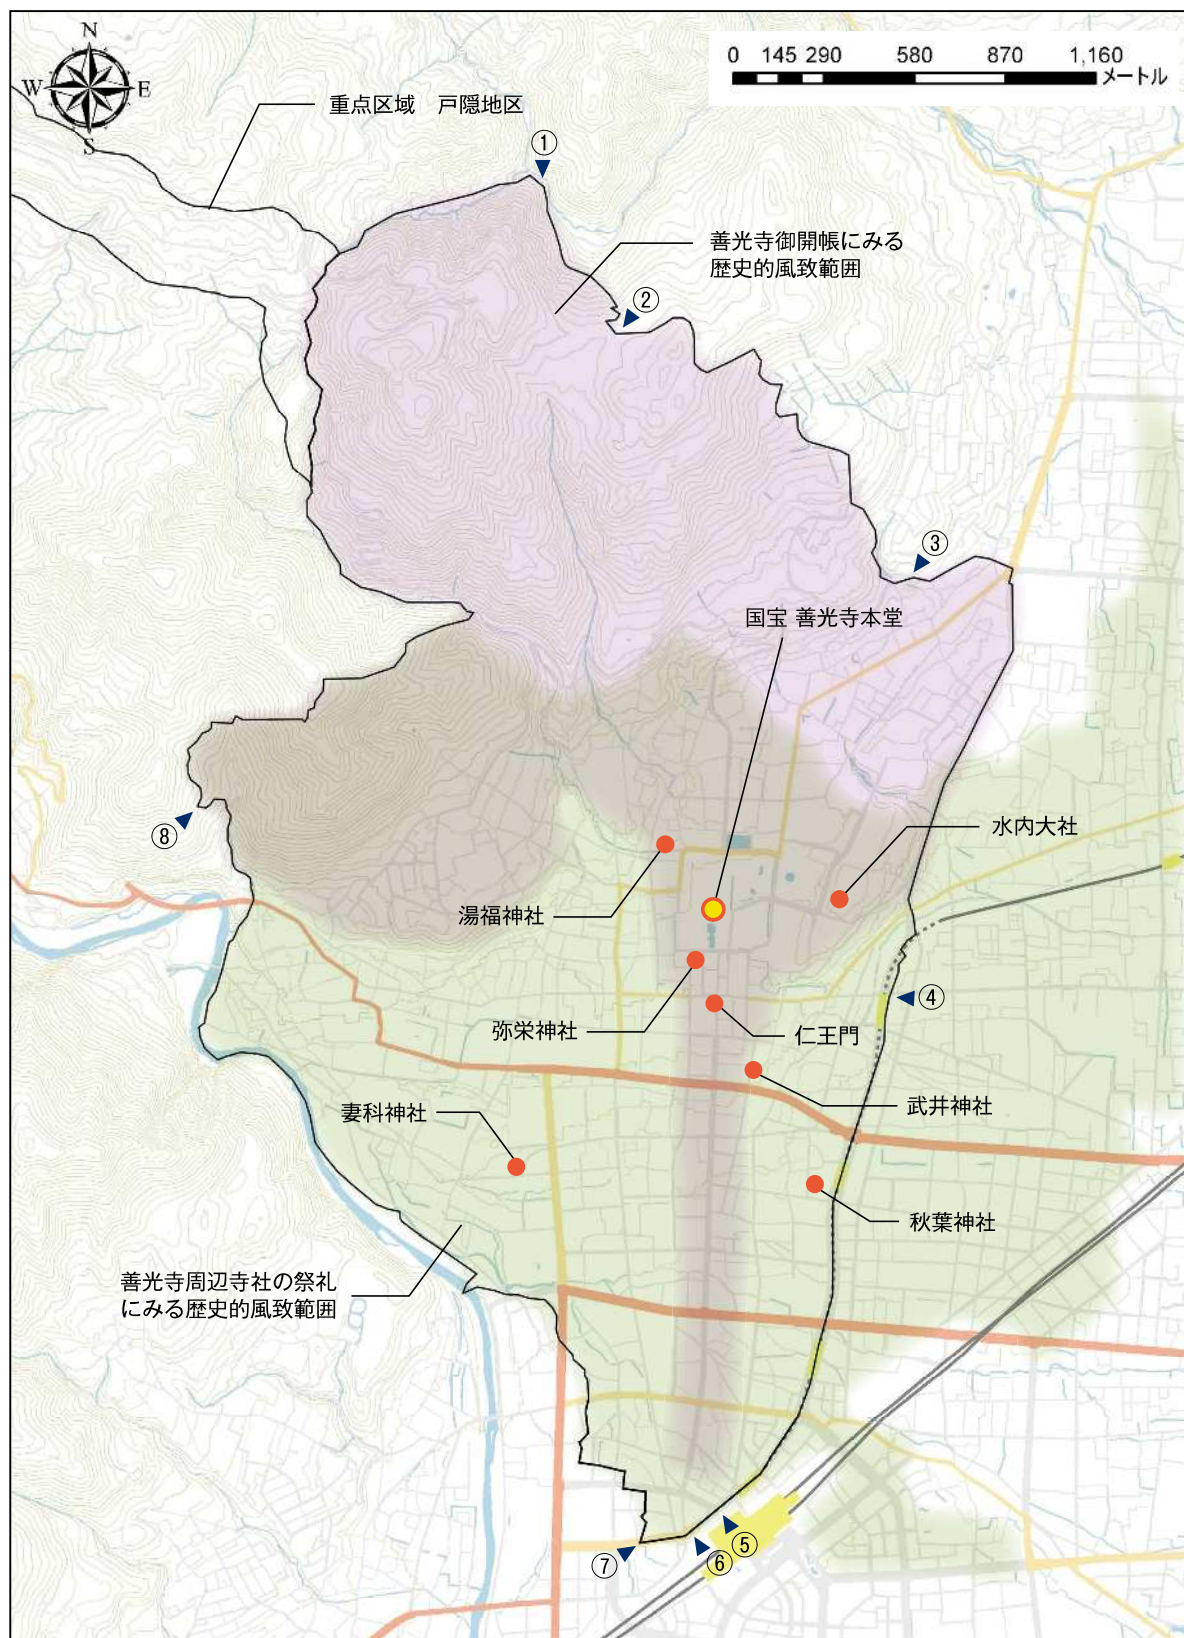 N
W
E
S
0 145 290 580 870 1,160
メートル
重点区域　戸隠地区
①
善光寺御開帳にみる
歴史的風致範囲
②
③
国宝 善光寺本堂
水内大社
⑧
湯福神社
④
弥栄神社
仁王門
妻科神社
武井神社
秋葉神社
善光寺周辺寺社の祭礼
にみる歴史的風致範囲
⑤
⑥
⑦